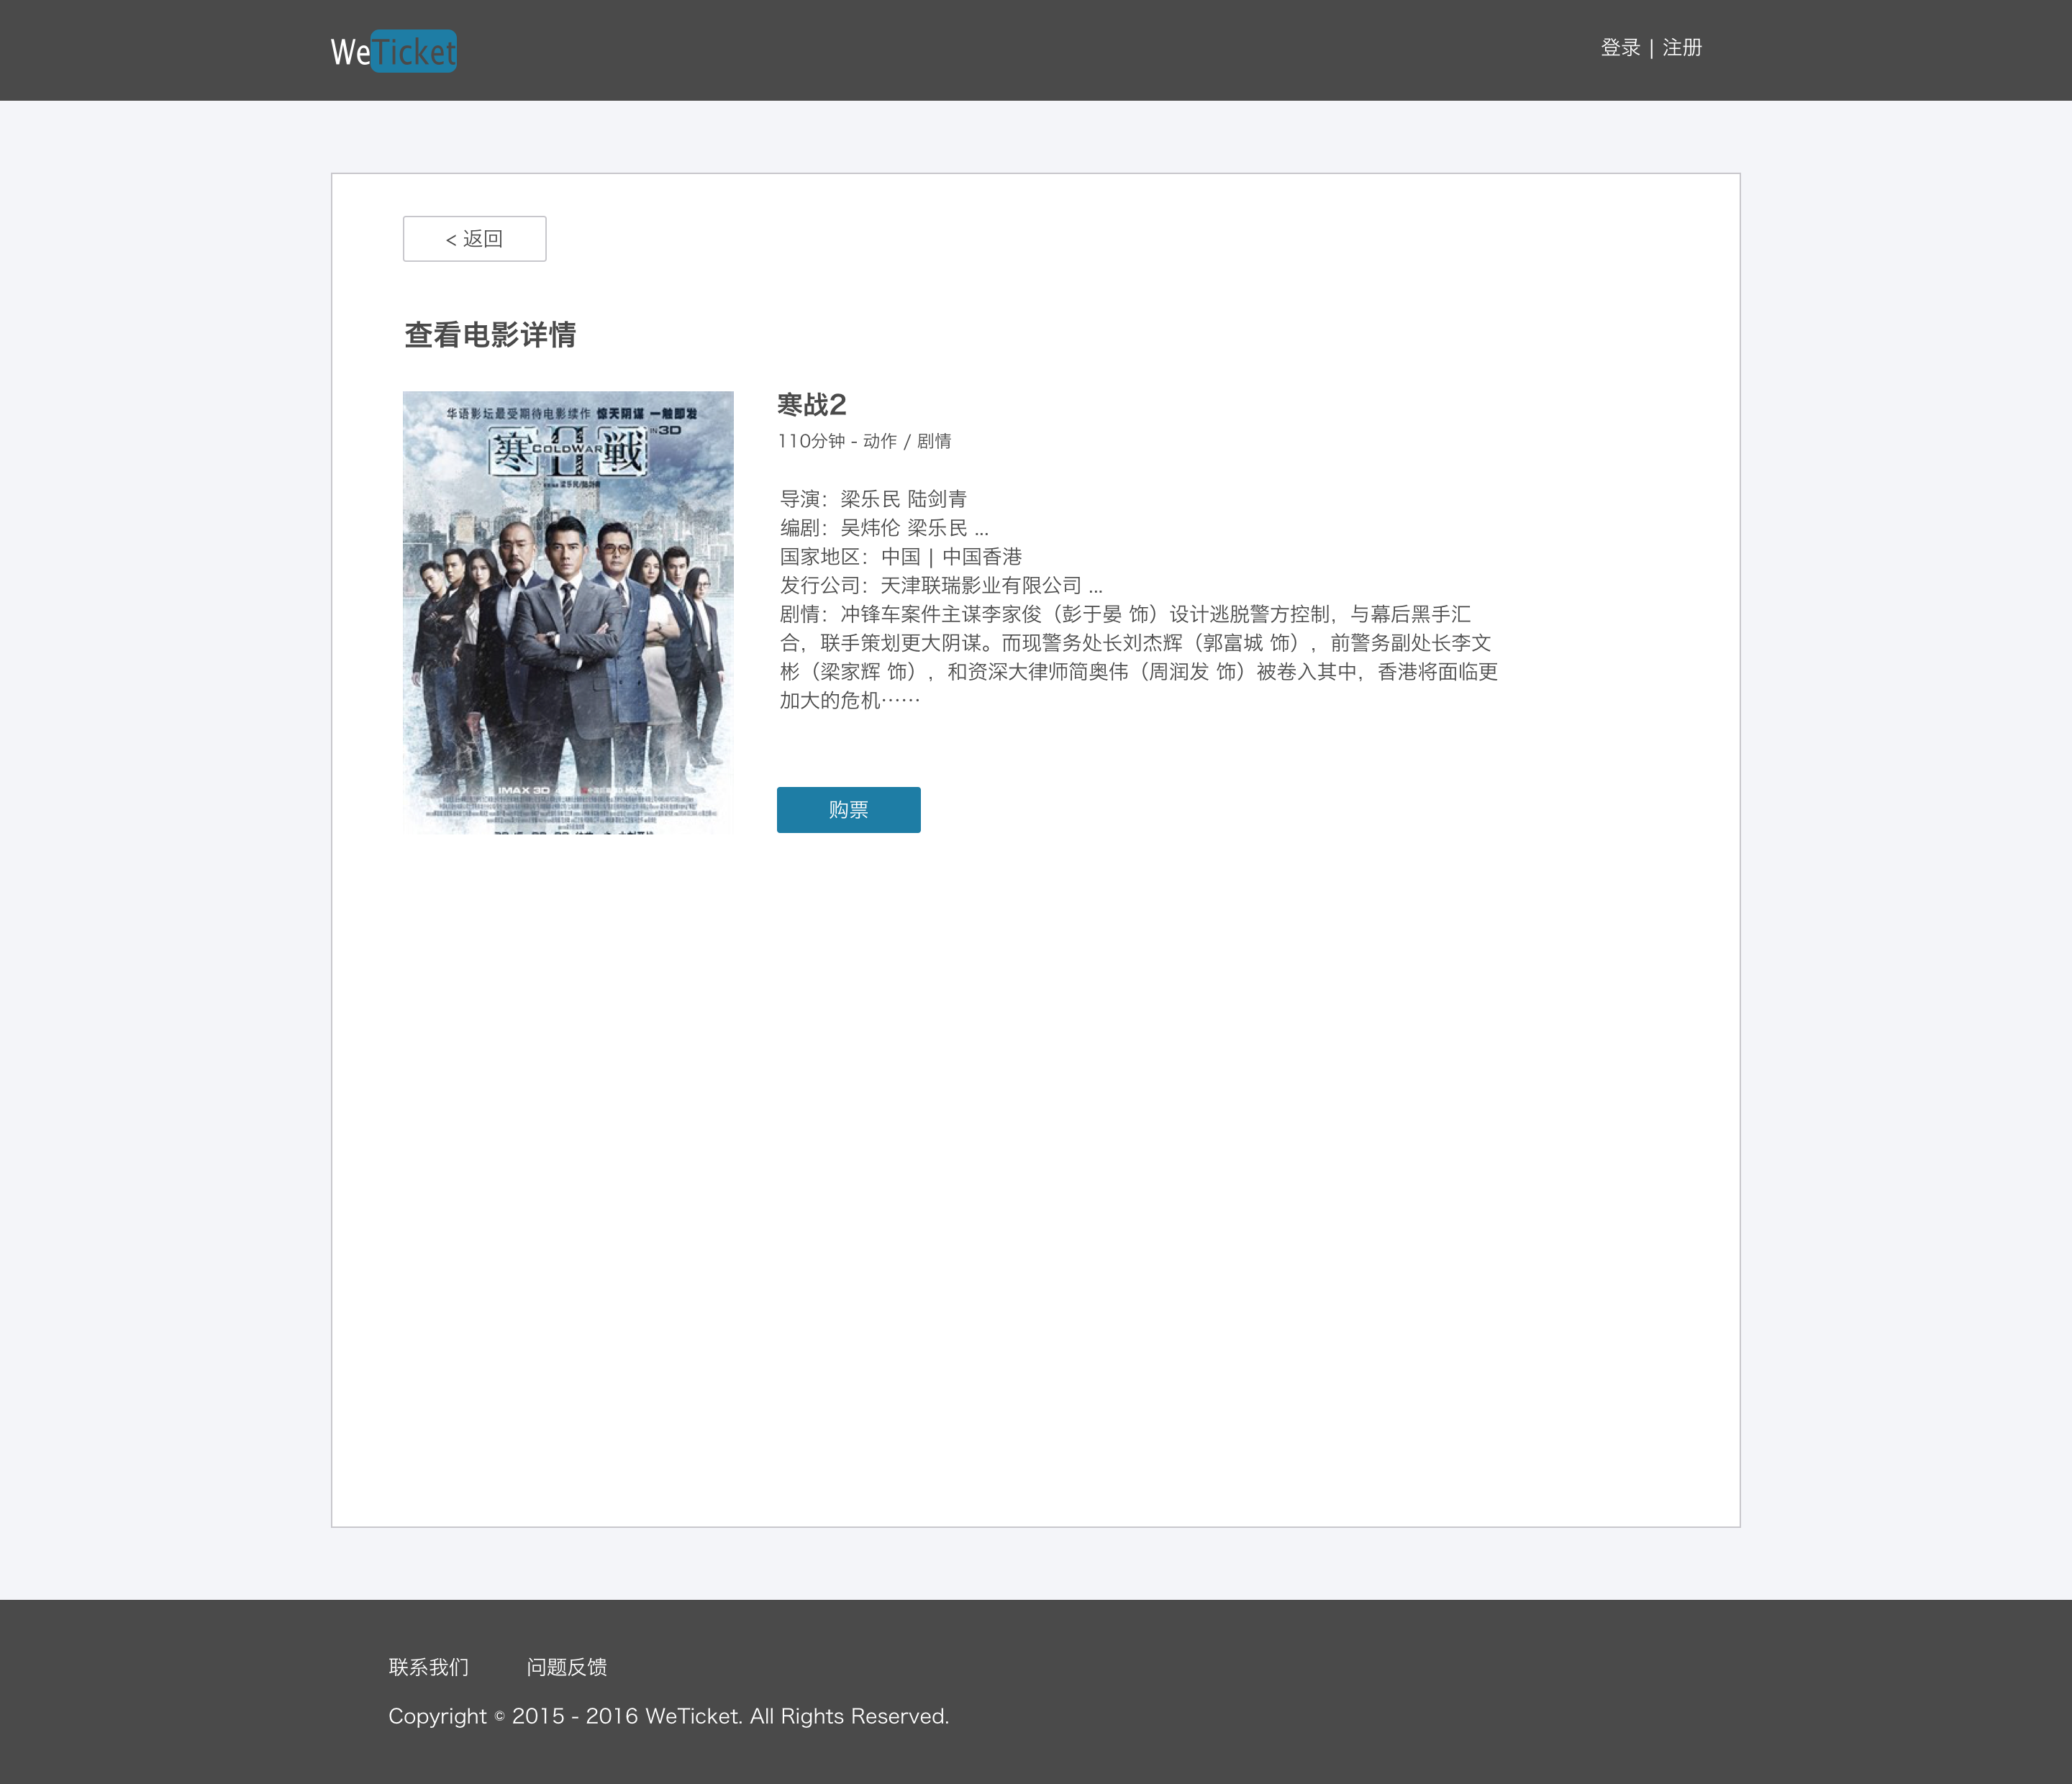 WeTicket
登录 | 注册
< 返回
查看电影详情
华语影坛最受期待电影续作 惊天阴谋 一触即发
寒II戰
COLDWAR
IN 3D
梁乐民/陆剑青
IMAX 3D
寒战2
110分钟 - 动作 / 剧情
导演：梁乐民 陆剑青
编剧：吴炜伦 梁乐民 ...
国家地区：中国 | 中国香港
发行公司：天津联瑞影业有限公司 ...
剧情：冲锋车案件主谋李家俊（彭于晏 饰）设计逃脱警方控制，与幕后黑手汇
合，联手策划更大阴谋。而现警务处长刘杰辉（郭富城 饰），前警务副处长李文
彬（梁家辉 饰），和资深大律师简奥伟（周润发 饰）被卷入其中，香港将面临更
加大的危机……
购票
联系我们 问题反馈
Copyright © 2015 - 2016 WeTicket. All Rights Reserved.